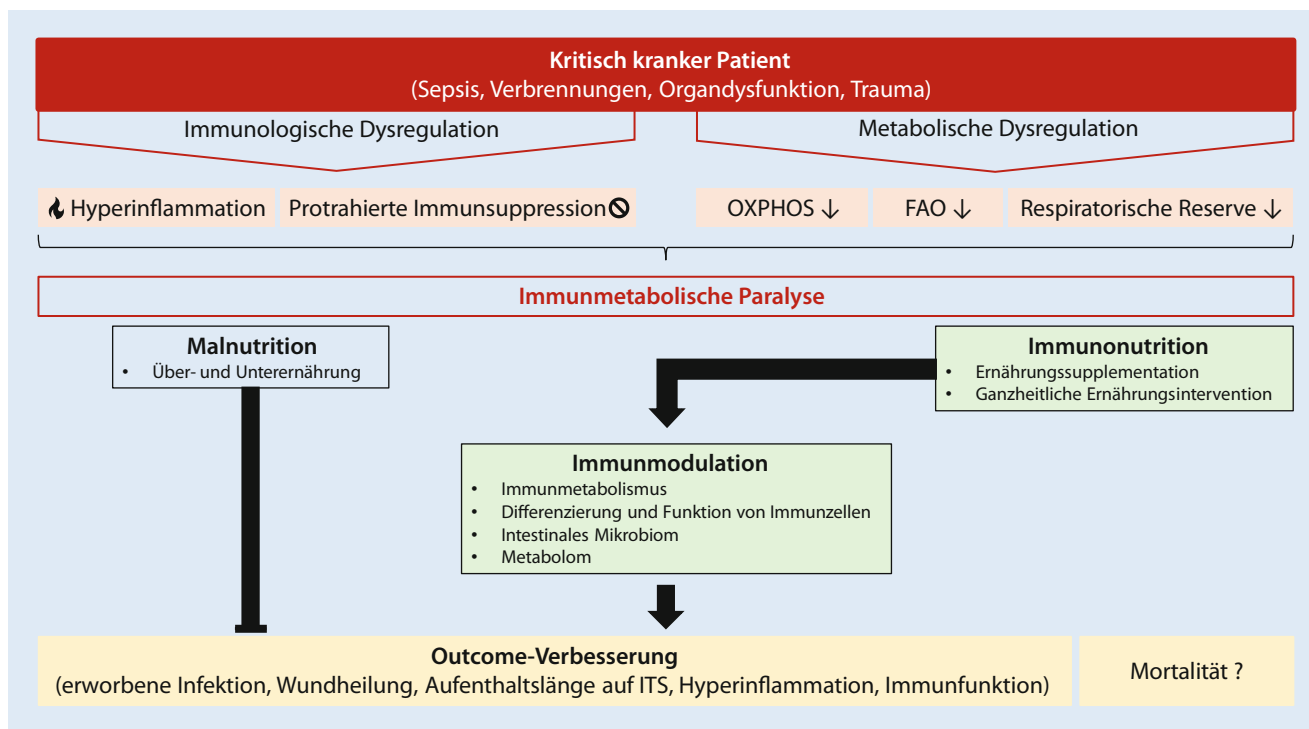 Kritisch kranker Patient
(Sepsis, Verbrennungen, Organdysfunktion, Trauma)
Immunologische Dysregulation
Metabolische Dysregulation
Hyperinflammation
Protrahierte Immunsuppression
OXPHOS ↓
FAO ↓
Respiratorische Reserve ↓
Immunmetabolische Paralyse
Malnutrition
• Über- und Unterernährung
Immunonutrition
• Ernährungssupplementation
• Ganzheitliche Ernährungsintervention
Immunmodulation
• Immunmetabolismus
• Differenzierung und Funktion von Immunzellen
• Intestinales Mikrobiom
• Metabolom
Outcome-Verbesserung
(erworbene Infektion, Wundheilung, Aufenthaltslänge auf ITS, Hyperinflammation, Immunfunktion)
Mortalität ?